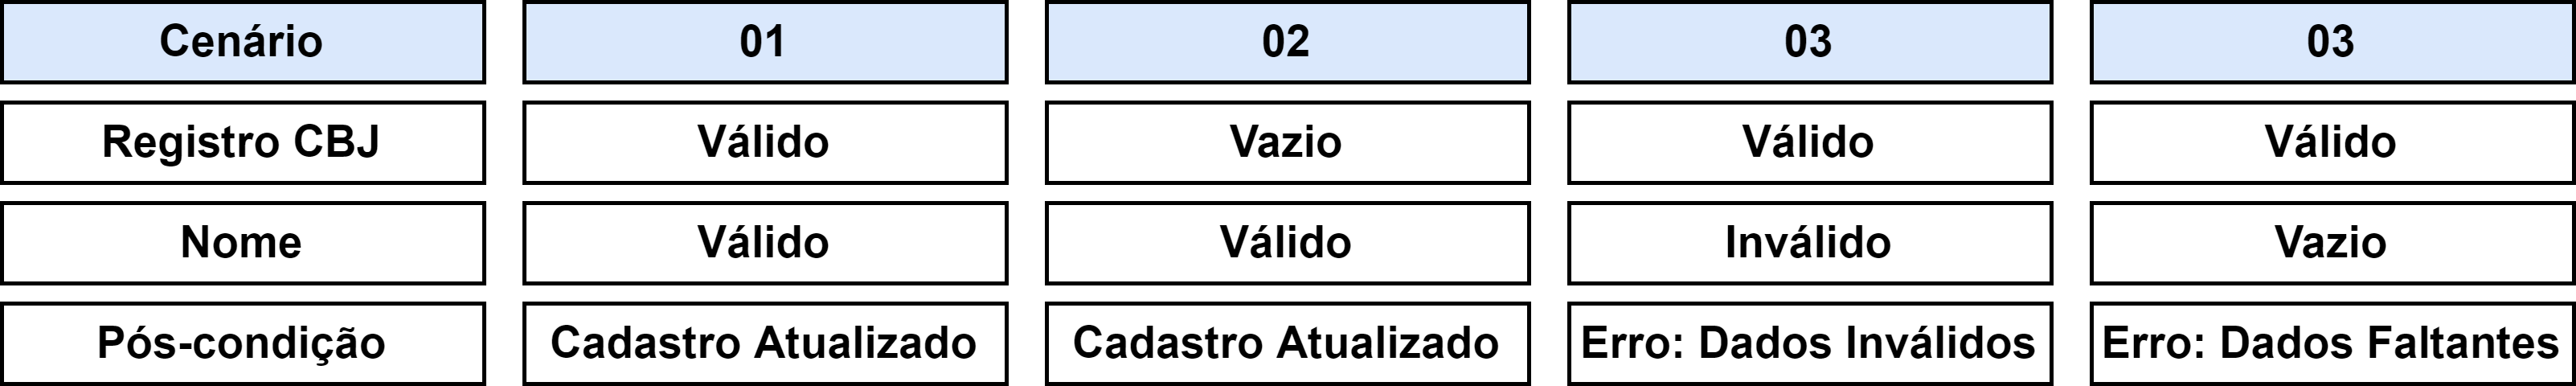 Cenário 01 02 03 03
Registro CBJ Válido Vazio Válido Válido
Nome Válido Válido Inválido Vazio
Pós-condição Cadastro Atualizado Cadastro Atualizado Erro: Dados Inválidos Erro: Dados Faltantes